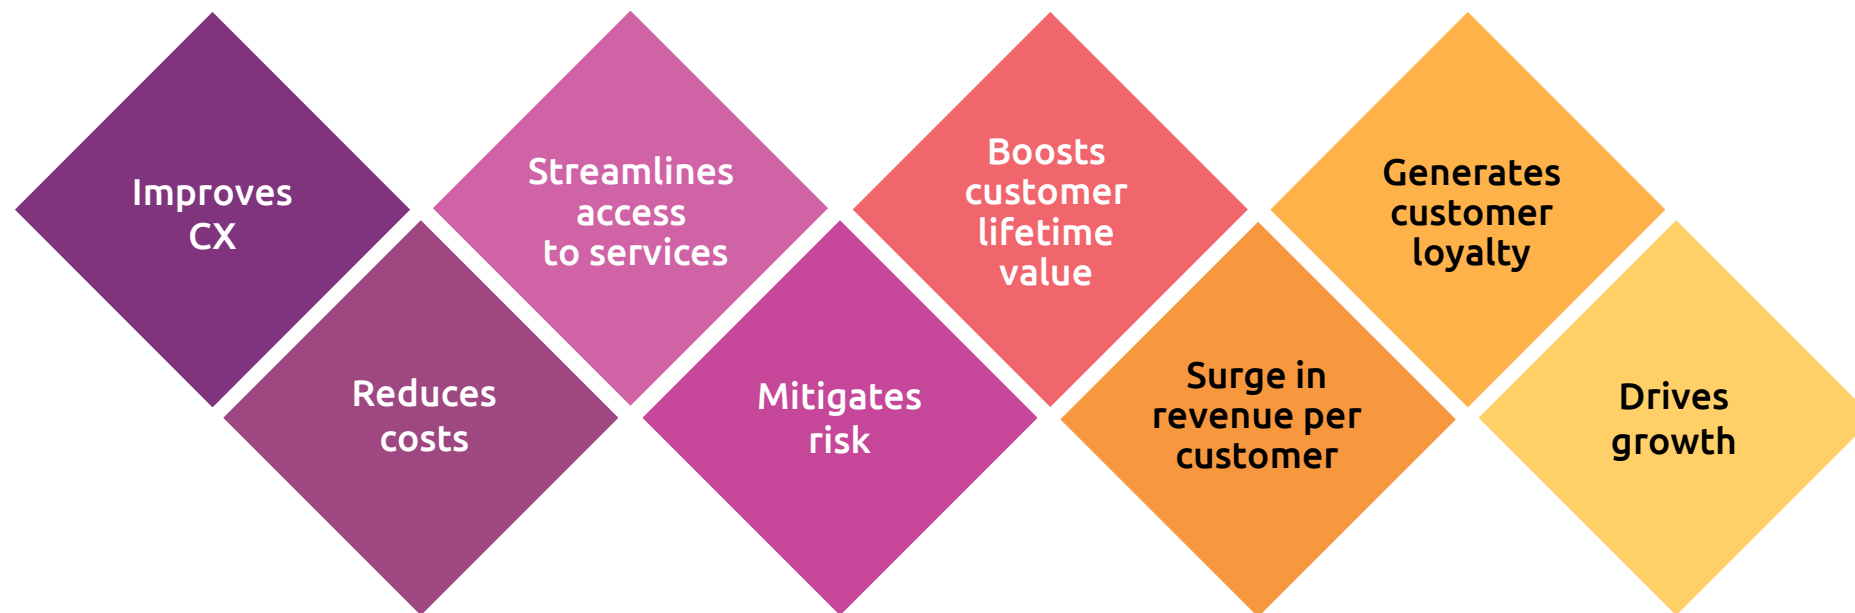 Improves
CX
Reduces
costs
Streamlines
access
to services
Mitigates
risk
Boosts
customer
lifetime
value
Surge in
revenue per
customer
Generates
customer
loyalty
Drives
growth